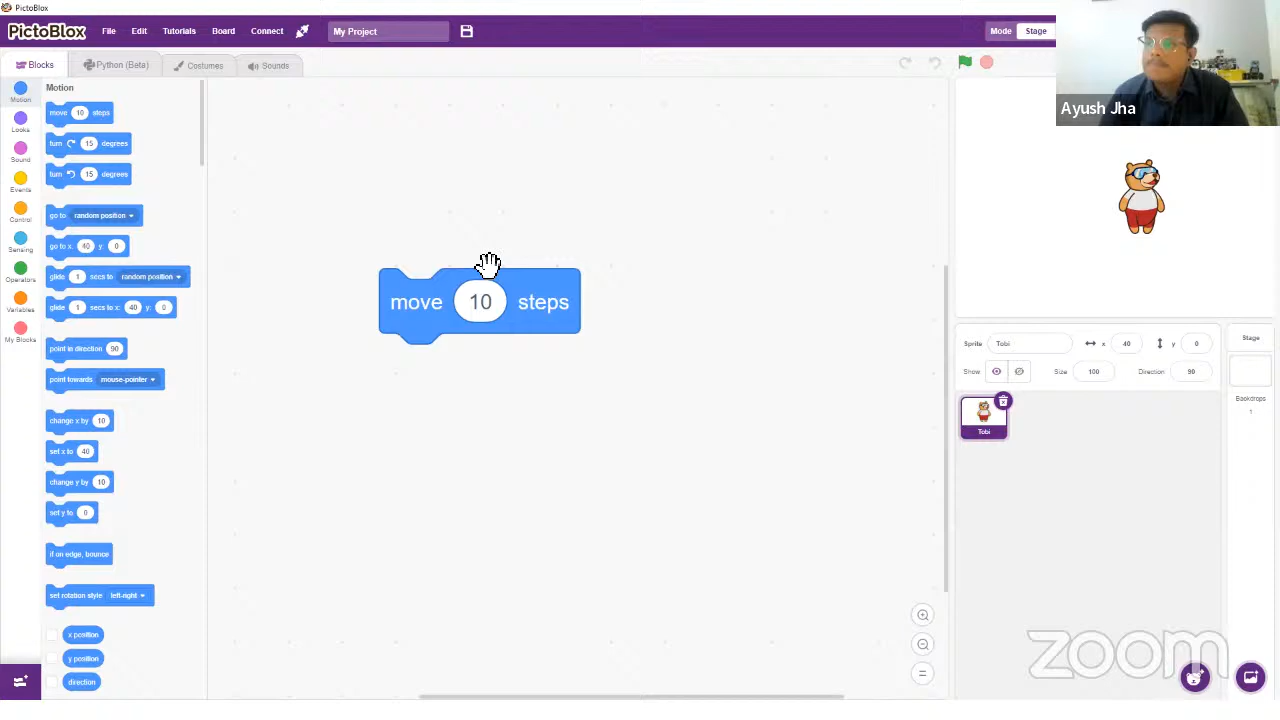 PictoBlox
PictoBlox File Edit Tutorials Board Connect My Project Mode Stage
Blocks Python (Beta) Costumes Sounds
Ayush Jha
Motion
Looks
Sound
Events
Control
Sensing
Operators
Variables
My Blocks
Motion
move 10 steps
turn 15 degrees
turn 15 degrees
go to random position
go to x: 40 y: 0
glide 1 secs to random position
glide 1 secs to x: 40 y: 0
point in direction 90
point towards mouse-pointer
change x by 10
set x to 40
change y by 10
set y to 0
if on edge, bounce
set rotation style left-right
x position
y position
direction
move 10 steps
Sprite Tobi x 40 y 0
Show Size 100 Direction 90
Tobi
Stage
Backdrops
1
zoom